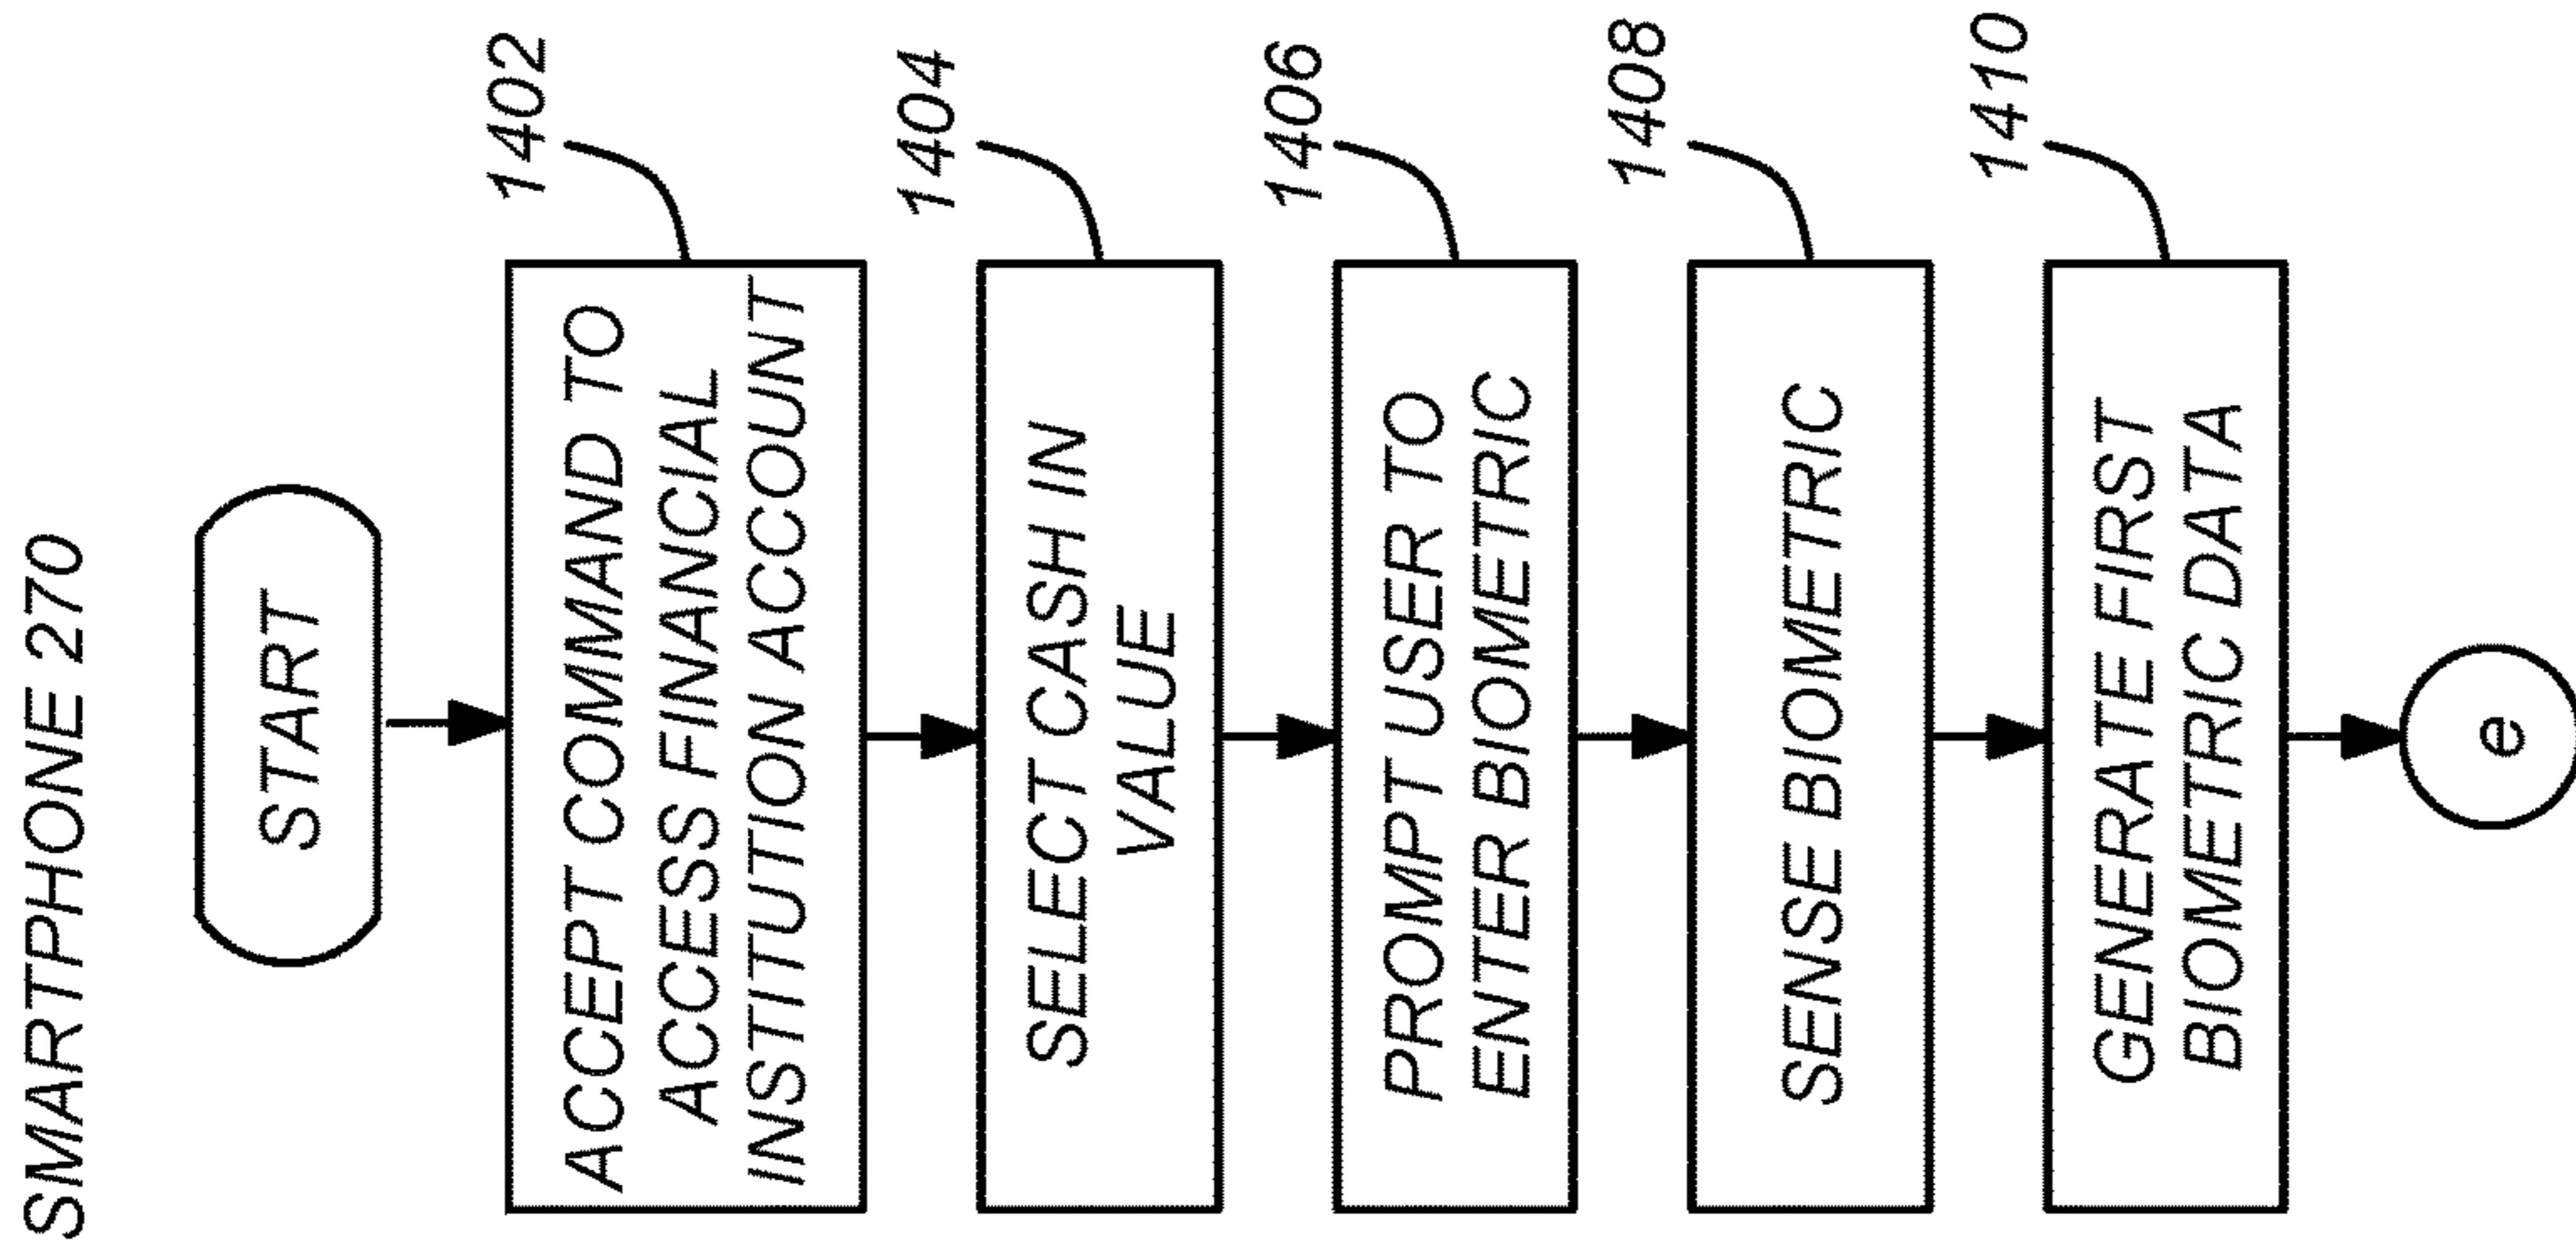 SMARTPHONE 270
START
1402
ACCEPT COMMAND TO
ACCESS FINANCIAL
INSTITUTION ACCOUNT
1404
SELECT CASH IN
VALUE
1406
PROMPT USER TO
ENTER BIOMETRIC
1408
SENSE BIOMETRIC
1410
GENERATE FIRST
BIOMETRIC DATA
e